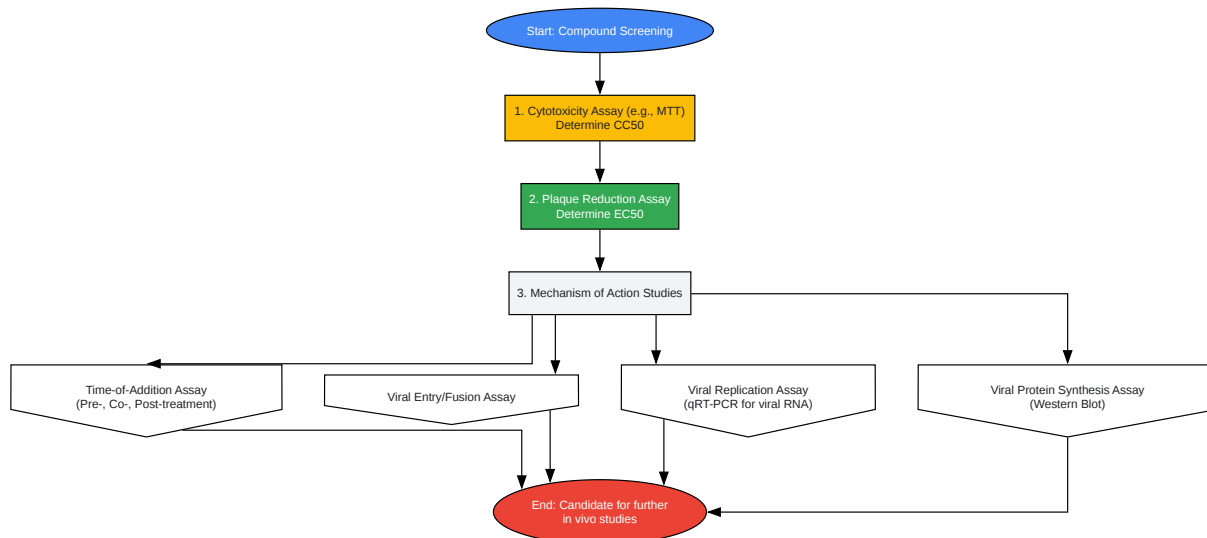 Start: Compound Screening
1. Cytotoxicity Assay (e.g., MTT)
Determine CC50
2. Plaque Reduction Assay
Determine EC50
3. Mechanism of Action Studies
Time-of-Addition Assay
(Pre-, Co-, Post-treatment)
Viral Entry/Fusion Assay
Viral Replication Assay
(qRT-PCR for viral RNA)
Viral Protein Synthesis Assay
(Western Blot)
End: Candidate for further
in vivo studies